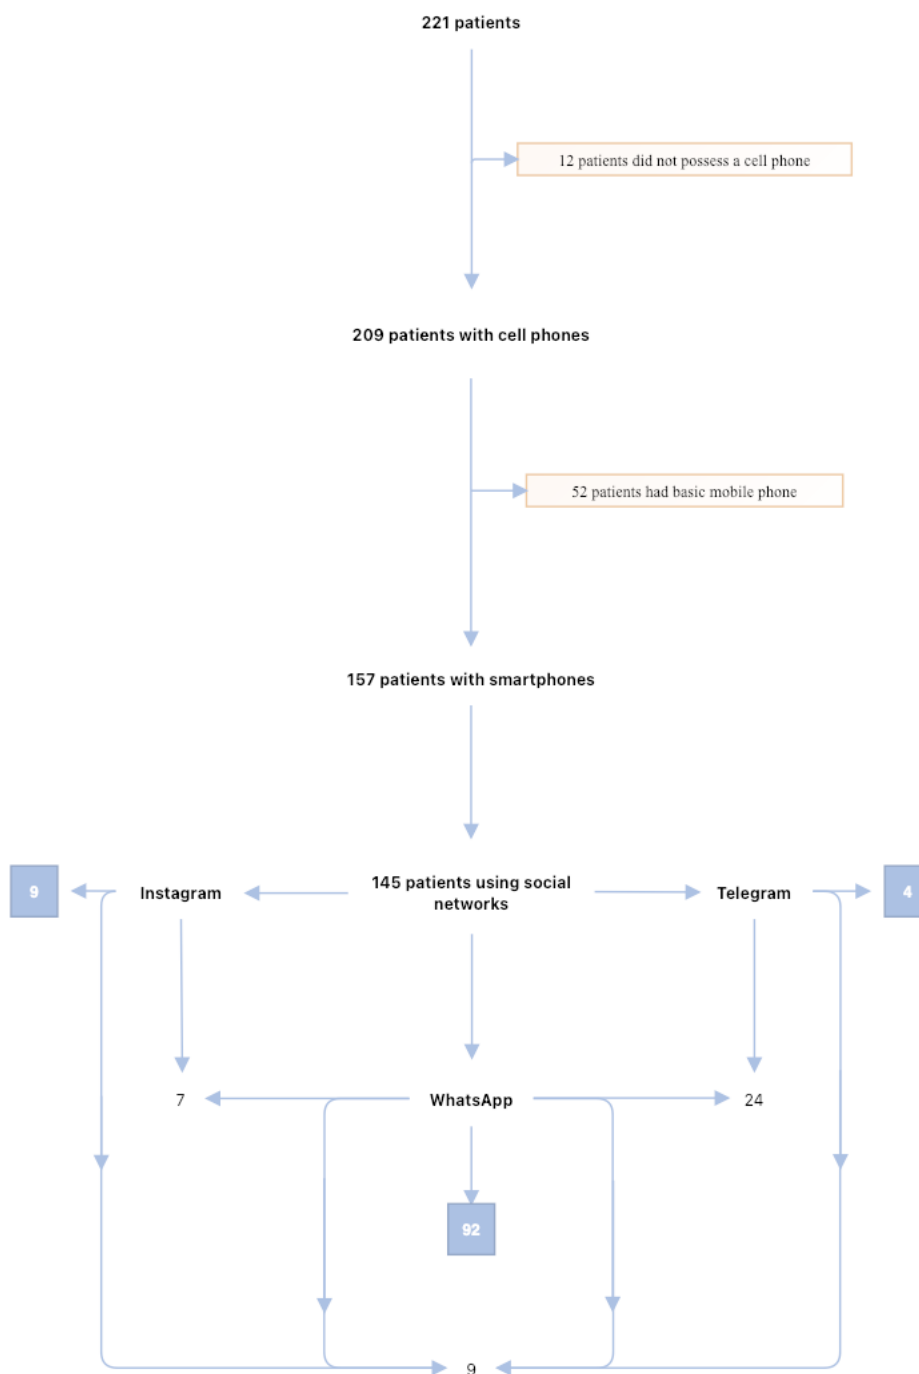 221 patients
12 patients did not possess a cell phone
209 patients with cell phones
52 patients had basic mobile phone
157 patients with smartphones
9
Instagram
145 patients using social
networks
Telegram
4
7
WhatsApp
24
92
9